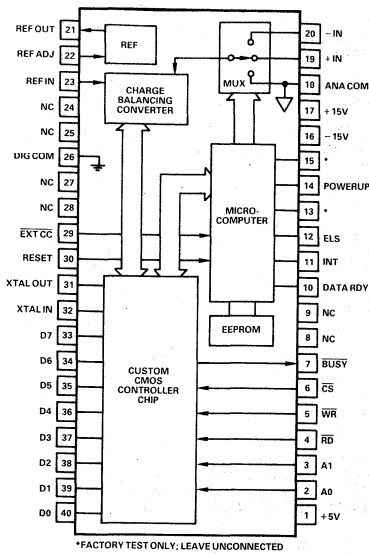 REF OUT 21
REF ADJ 22
REF IN 23
NC 24
NC 25
DIG COM 26
NC 27
NC 28
EXT CC 29
RESET 30
XTAL OUT 31
XTAL IN 32
D7 33
D6 34
D5 35
D4 36
D3 37
D2 38
D1 39
D0 40
REF
CHARGE
BALANCING
CONVERTER
MUX
MICRO-
COMPUTER
EEPROM
CUSTOM
CMOS
CONTROLLER
CHIP
20 –IN
19 +IN
18 ANA COM
17 +15V
16 –15V
15 *
14 POWERUP
13 *
12 ELS
11 INT
10 DATA RDY
9 NC
8 NC
7 BUSY
6 CS
5 WR
4 RD
3 A1
2 A0
1 +5V
*FACTORY TEST ONLY; LEAVE UNCONNECTED